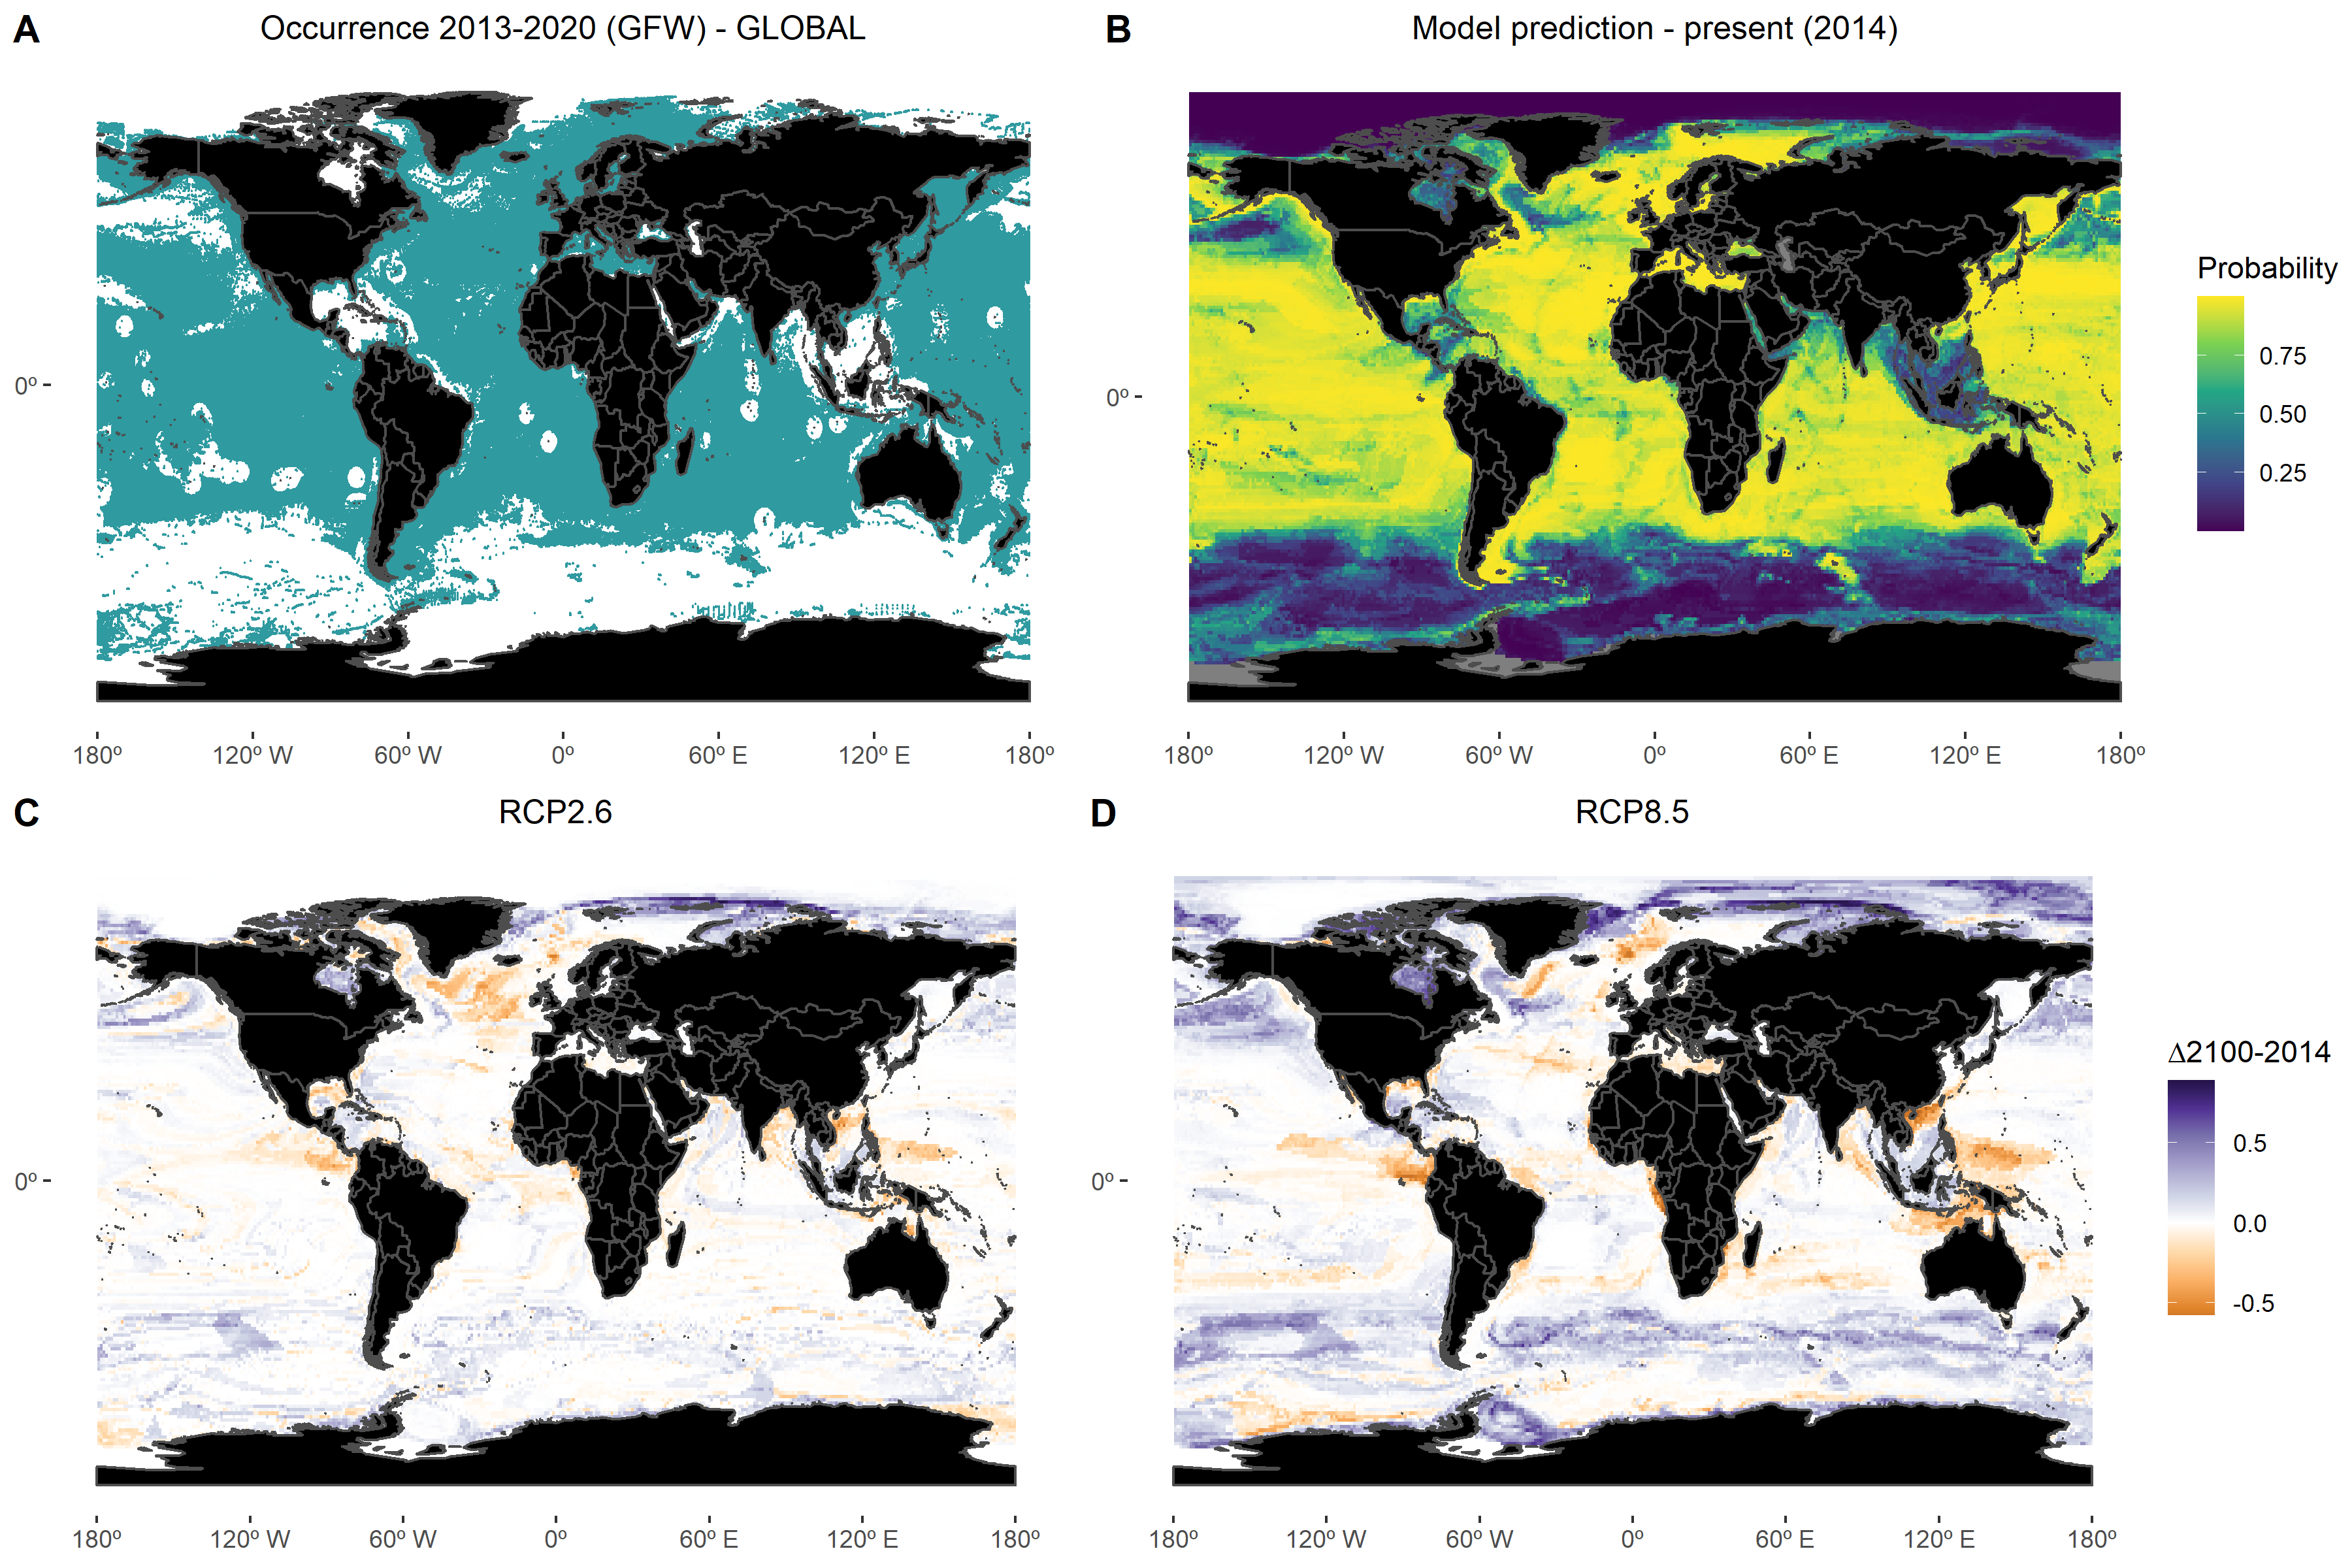 A
Occurrence 2013-2020 (GFW) - GLOBAL
0º
180º 120º W 60º W 0º 60º E 120º E 180º
B
Model prediction - present (2014)
0º
180º 120º W 60º W 0º 60º E 120º E 180º
Probability
0.75
0.50
0.25
C
RCP2.6
0º
180º 120º W 60º W 0º 60º E 120º E 180º
D
RCP8.5
0º
180º 120º W 60º W 0º 60º E 120º E 180º
Δ2100-2014
0.5
0.0
-0.5